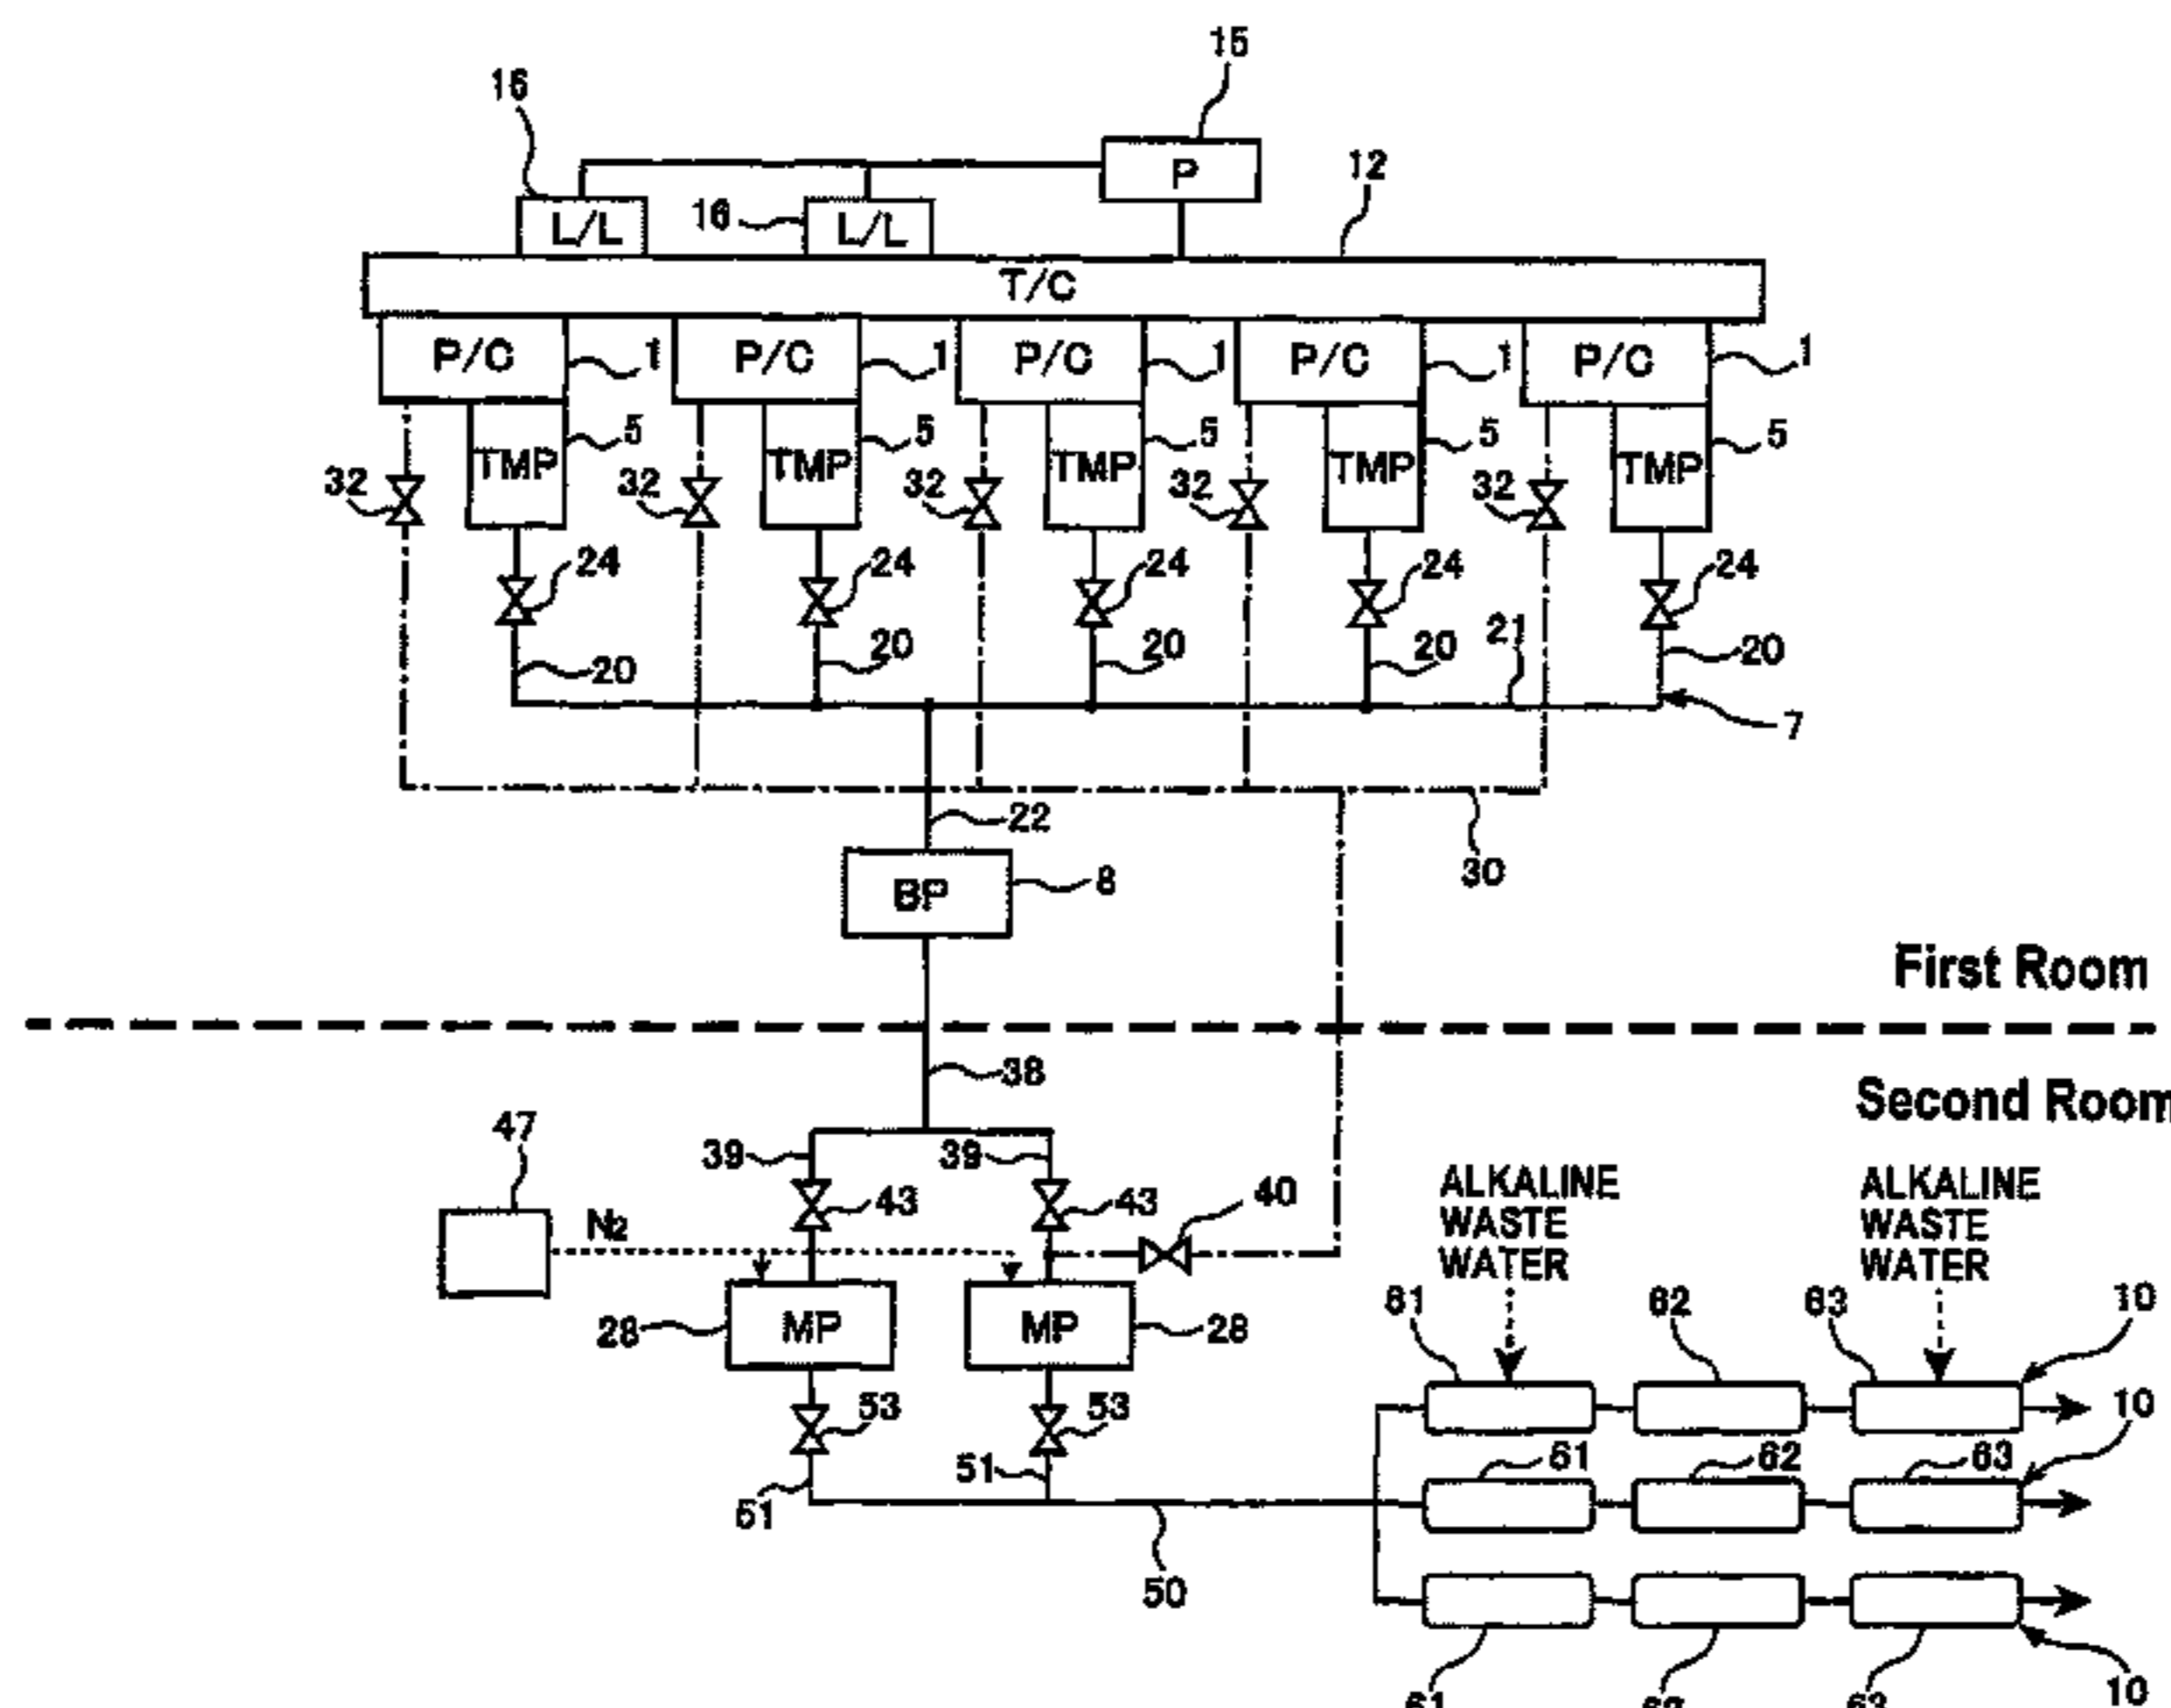 15
16
P
12
16
L/L
L/L
T/C
P/C 1 P/C 1 P/C 1 P/C 1 P/C 1
5 5 5 5 5
TMP TMP TMP TMP TMP
32 32 32 32 32
24 24 24 24 24
20 20 20 20 21 20
7
22
30
BP 8
First Room
38
Second Room
47
39 39
N2 43 43 40
ALKALINE WASTE WATER
ALKALINE WASTE WATER
28 MP MP 28
61 62 63 10
53 53 10
51 51 61 62 63
50
61 62 63 10